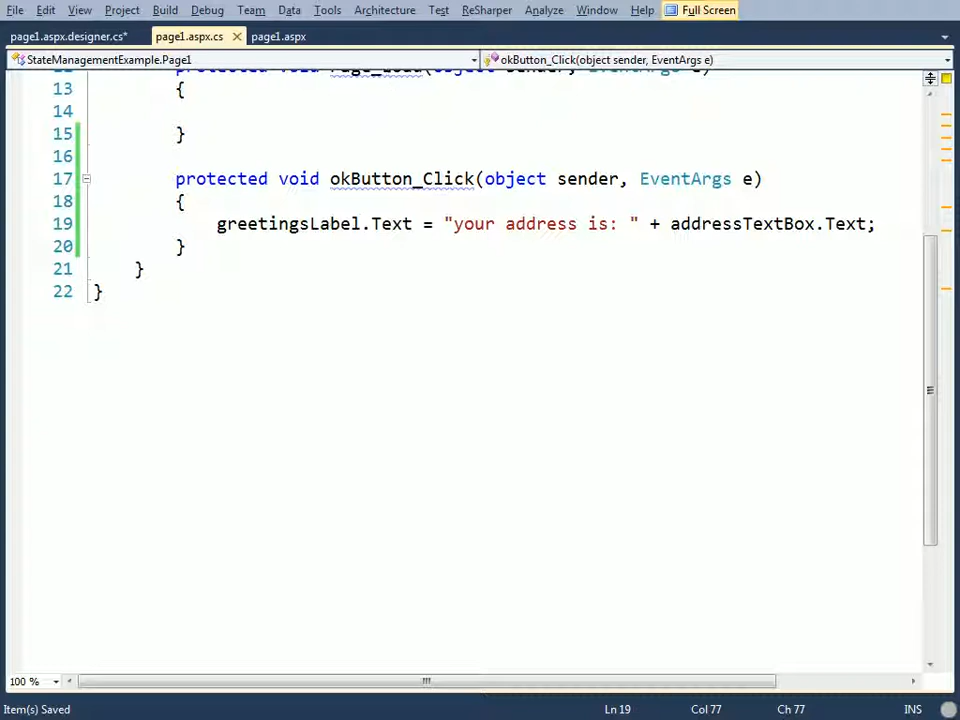 File Edit View Project Build Debug Team Data Tools Architecture Test ReSharper Analyze Window Help Full Screen
page1.aspx.designer.cs* page1.aspx.cs page1.aspx
StateManagementExample.Page1 okButton_Click(object sender, EventArgs e)
12 protected void Page_Load(object sender, EventArgs e)
13 {
14
15 }
16
17 protected void okButton_Click(object sender, EventArgs e)
18 {
19 greetingsLabel.Text = "your address is: " + addressTextBox.Text;
20 }
21 }
22 }
100 %
Item(s) Saved Ln 19 Col 77 Ch 77 INS